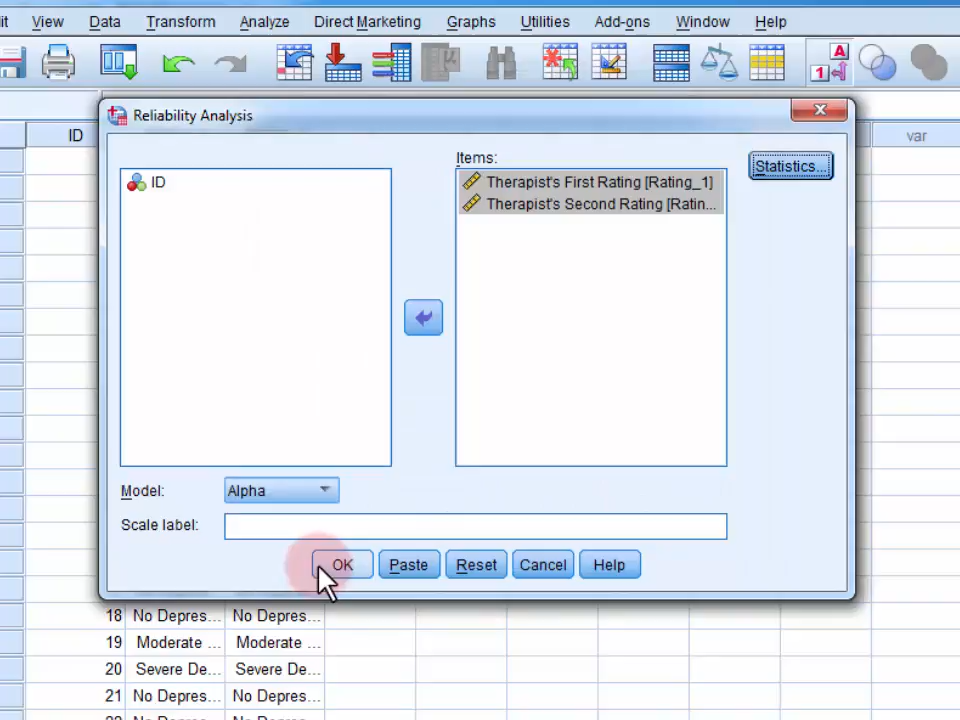 it View Data Transform Analyze Direct Marketing Graphs Utilities Add-ons Window Help
A
1
Reliability Analysis
ID
var
Items:
Statistics...
ID
Therapist's First Rating [Rating_1]
Therapist's Second Rating [Ratin...
Model: Alpha
Scale label:
OK Paste Reset Cancel Help
18 No Depres... No Depres...
19 Moderate ... Moderate ...
20 Severe De... Severe De...
21 No Depres... No Depres...